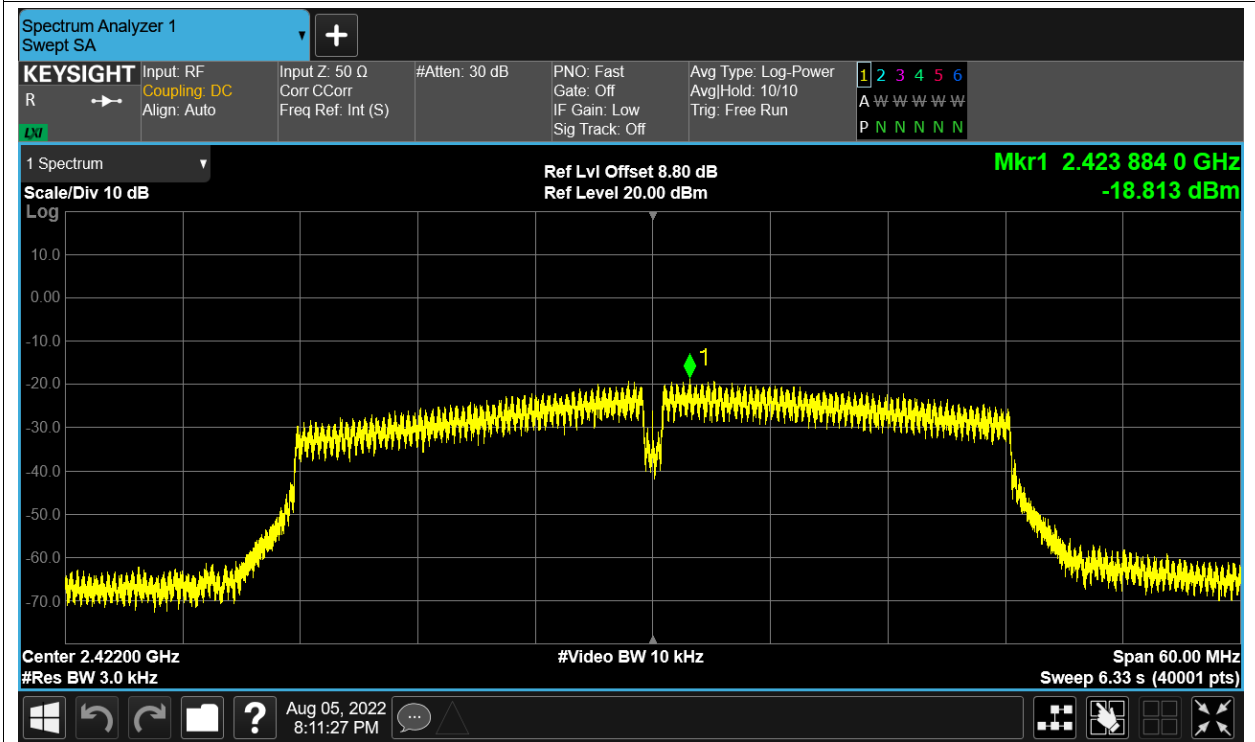 Spectrum Analyzer 1
Swept SA
KEYSIGHT
R
LXI
Input: RF
Coupling: DC
Align: Auto
Input Z: 50 Ω
Corr CCorr
Freq Ref: Int (S)
#Atten: 30 dB
PNO: Fast
Gate: Off
IF Gain: Low
Sig Track: Off
Avg Type: Log-Power
Avg|Hold: 10/10
Trig: Free Run
1 2 3 4 5 6
A W W W W W
P N N N N N
1 Spectrum
Scale/Div 10 dB
Ref Lvl Offset 8.80 dB
Ref Level 20.00 dBm
Mkr1 2.423 884 0 GHz
-18.813 dBm
Log
10.0
0.00
-10.0
-20.0
-30.0
-40.0
-50.0
-60.0
-70.0
1
Center 2.42200 GHz
#Res BW 3.0 kHz
#Video BW 10 kHz
Span 60.00 MHz
Sweep 6.33 s (40001 pts)
?
Aug 05, 2022
8:11:27 PM